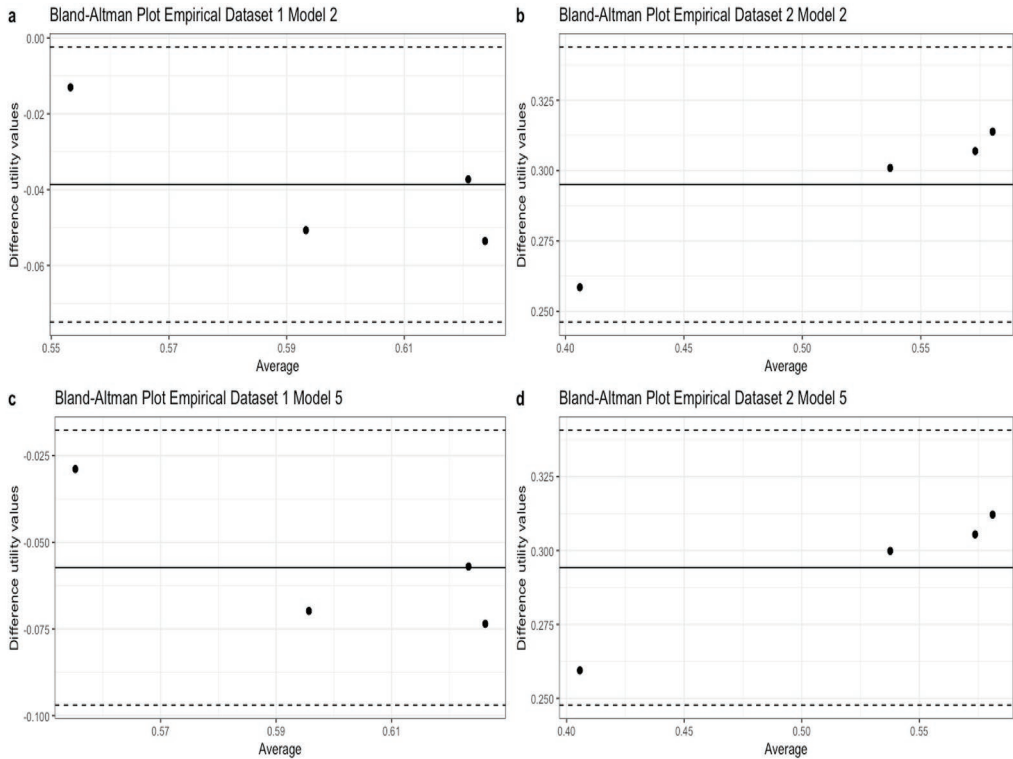 a Bland-Altman Plot Empirical Dataset 1 Model 2
0.00
-0.02
-0.04
-0.06
Difference utility values
0.55 0.57 0.59 0.61
Average
b Bland-Altman Plot Empirical Dataset 2 Model 2
0.325
0.300
0.275
0.250
Difference utility values
0.40 0.45 0.50 0.55
Average
c Bland-Altman Plot Empirical Dataset 1 Model 5
-0.025
-0.050
-0.075
-0.100
Difference utility values
0.57 0.59 0.61
Average
d Bland-Altman Plot Empirical Dataset 2 Model 5
0.325
0.300
0.275
0.250
Difference utility values
0.40 0.45 0.50 0.55
Average